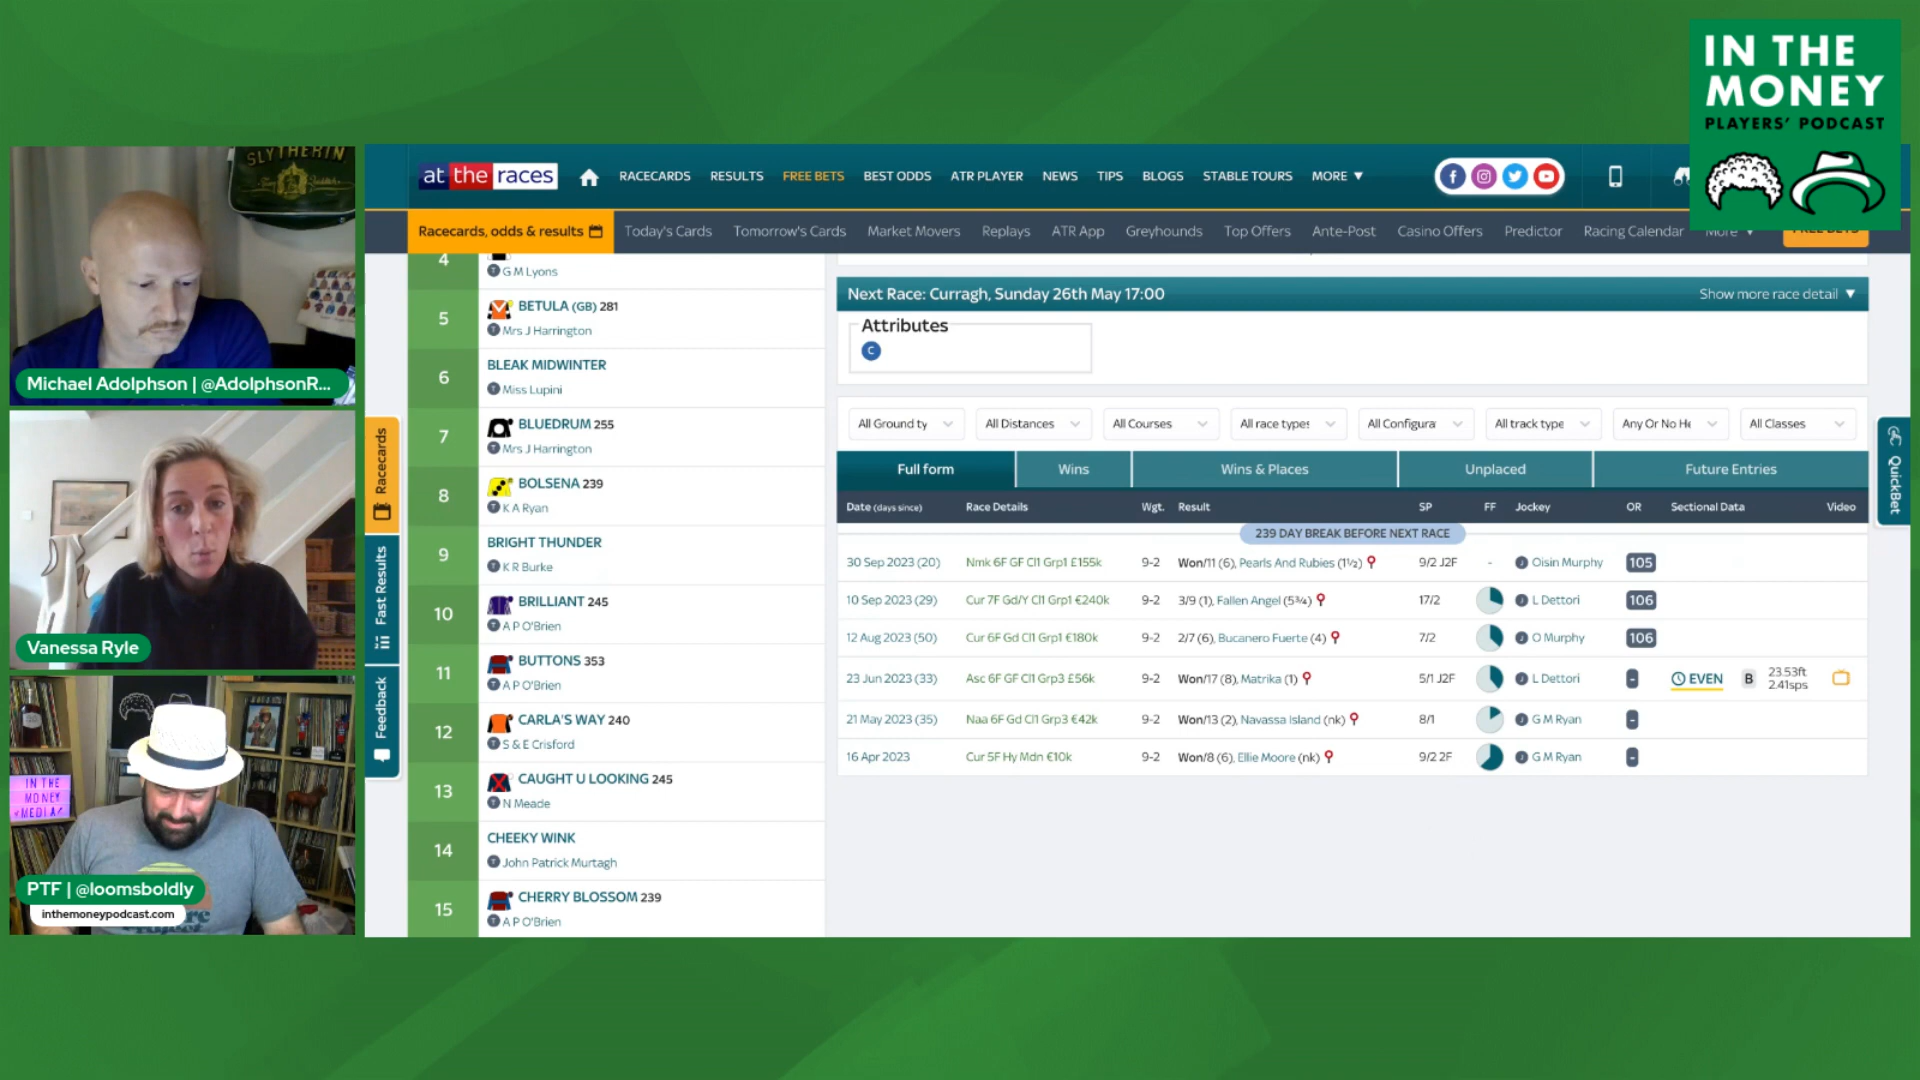 IN THE
MONEY
PLAYERS' PODCAST
SLYTHERIN
Michael Adolphson | @AdolphsonR...
Vanessa Ryle
IN THE
MONEY
MEDIA
PTF | @loomsboldly
inthemoneypodcast.com
at the races
RACECARDS RESULTS FREE BETS BEST ODDS ATR PLAYER NEWS TIPS BLOGS STABLE TOURS MORE ▼
Racecards, odds & results Today's Cards Tomorrow's Cards Market Movers Replays ATR App Greyhounds Top Offers Ante-Post Casino Offers Predictor Racing Calendar More ▼ FREE BETS
Racecards
Fast Results
Feedback
QuickBet
4
G M Lyons
5 BETULA (GB) 281
Mrs J Harrington
6 BLEAK MIDWINTER
Miss Lupini
7 BLUEDRUM 255
Mrs J Harrington
8 BOLSENA 239
K A Ryan
9 BRIGHT THUNDER
K R Burke
10 BRILLIANT 245
A P O'Brien
11 BUTTONS 353
A P O'Brien
12 CARLA'S WAY 240
S & E Crisford
13 CAUGHT U LOOKING 245
N Meade
14 CHEEKY WINK
John Patrick Murtagh
15 CHERRY BLOSSOM 239
A P O'Brien
Next Race: Curragh, Sunday 26th May 17:00 Show more race detail ▼
Attributes
C
All Ground ty All Distances All Courses All race types All Configura All track type Any Or No He All Classes
Full form Wins Wins & Places Unplaced Future Entries
Date (days since) Race Details Wgt. Result SP FF Jockey OR Sectional Data Video
239 DAY BREAK BEFORE NEXT RACE
30 Sep 2023 (20) Nmk 6F GF Cl1 Grp1 £155k 9-2 Won/11 (6), Pearls And Rubies (1½) 9/2 J2F - Oisin Murphy 105
10 Sep 2023 (29) Cur 7F Gd/Y Cl1 Grp1 €240k 9-2 3/9 (1), Fallen Angel (5¾) 17/2 L Dettori 106
12 Aug 2023 (50) Cur 6F Gd Cl1 Grp1 €180k 9-2 2/7 (6), Bucanero Fuerte (4) 7/2 O Murphy 106
23 Jun 2023 (33) Asc 6F GF Cl1 Grp3 £56k 9-2 Won/17 (8), Matrika (1) 5/1 J2F L Dettori - EVEN B 23.53ft 2.41sps
21 May 2023 (35) Naa 6F Gd Cl1 Grp3 €42k 9-2 Won/13 (2), Navassa Island (nk) 8/1 G M Ryan -
16 Apr 2023 Cur 5F Hy Mdn €10k 9-2 Won/8 (6), Ellie Moore (nk) 9/2 2F G M Ryan -